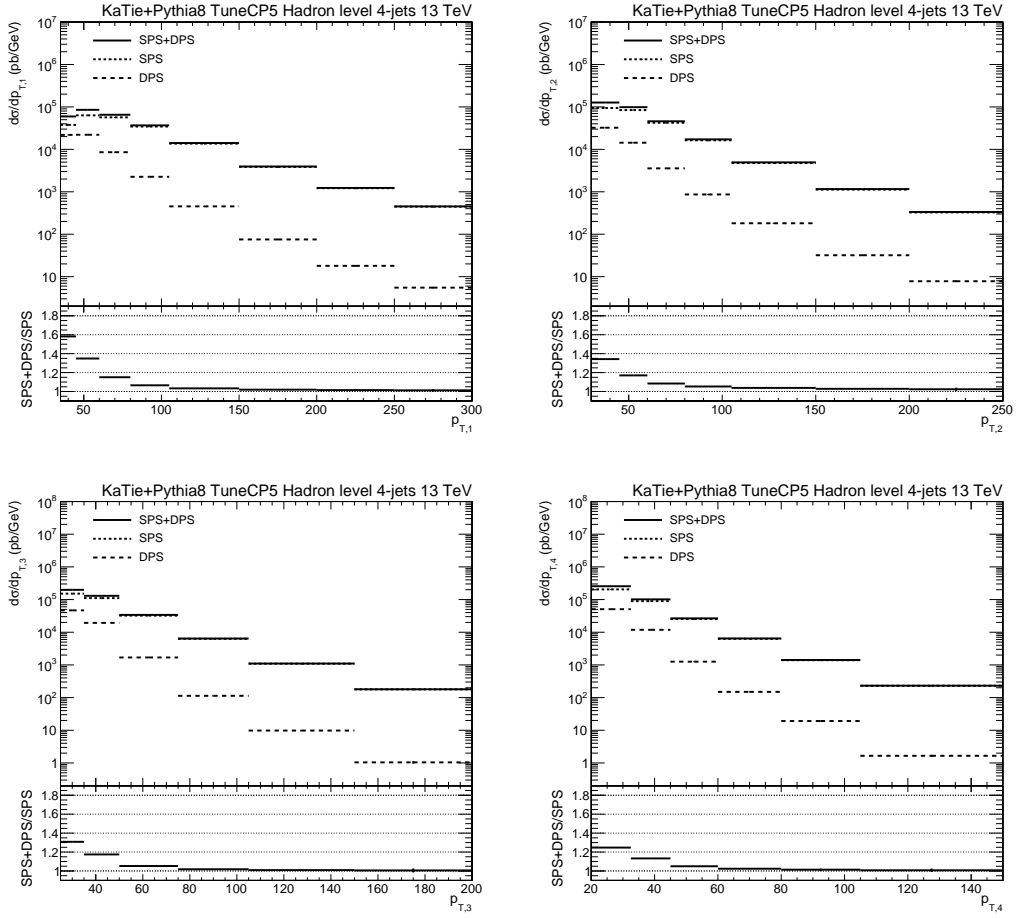 KaTie+Pythia8 TuneCP5 Hadron level 4-jets 13 TeV
dσ/dp_{T,1} (pb/GeV)
10^7
10^6
10^5
10^4
10^3
10^2
10
SPS+DPS
SPS
DPS
SPS+DPS/SPS
1.8
1.6
1.4
1.2
1
50 100 150 200 250 300
p_{T,1}
KaTie+Pythia8 TuneCP5 Hadron level 4-jets 13 TeV
dσ/dp_{T,2} (pb/GeV)
10^7
10^6
10^5
10^4
10^3
10^2
10
SPS+DPS
SPS
DPS
SPS+DPS/SPS
1.8
1.6
1.4
1.2
1
50 100 150 200 250
p_{T,2}
KaTie+Pythia8 TuneCP5 Hadron level 4-jets 13 TeV
dσ/dp_{T,3} (pb/GeV)
10^8
10^7
10^6
10^5
10^4
10^3
10^2
10
1
SPS+DPS
SPS
DPS
SPS+DPS/SPS
1.8
1.6
1.4
1.2
1
40 60 80 100 120 140 160 180 200
p_{T,3}
KaTie+Pythia8 TuneCP5 Hadron level 4-jets 13 TeV
dσ/dp_{T,4} (pb/GeV)
10^8
10^7
10^6
10^5
10^4
10^3
10^2
10
1
SPS+DPS
SPS
DPS
SPS+DPS/SPS
1.8
1.6
1.4
1.2
1
20 40 60 80 100 120 140
p_{T,4}